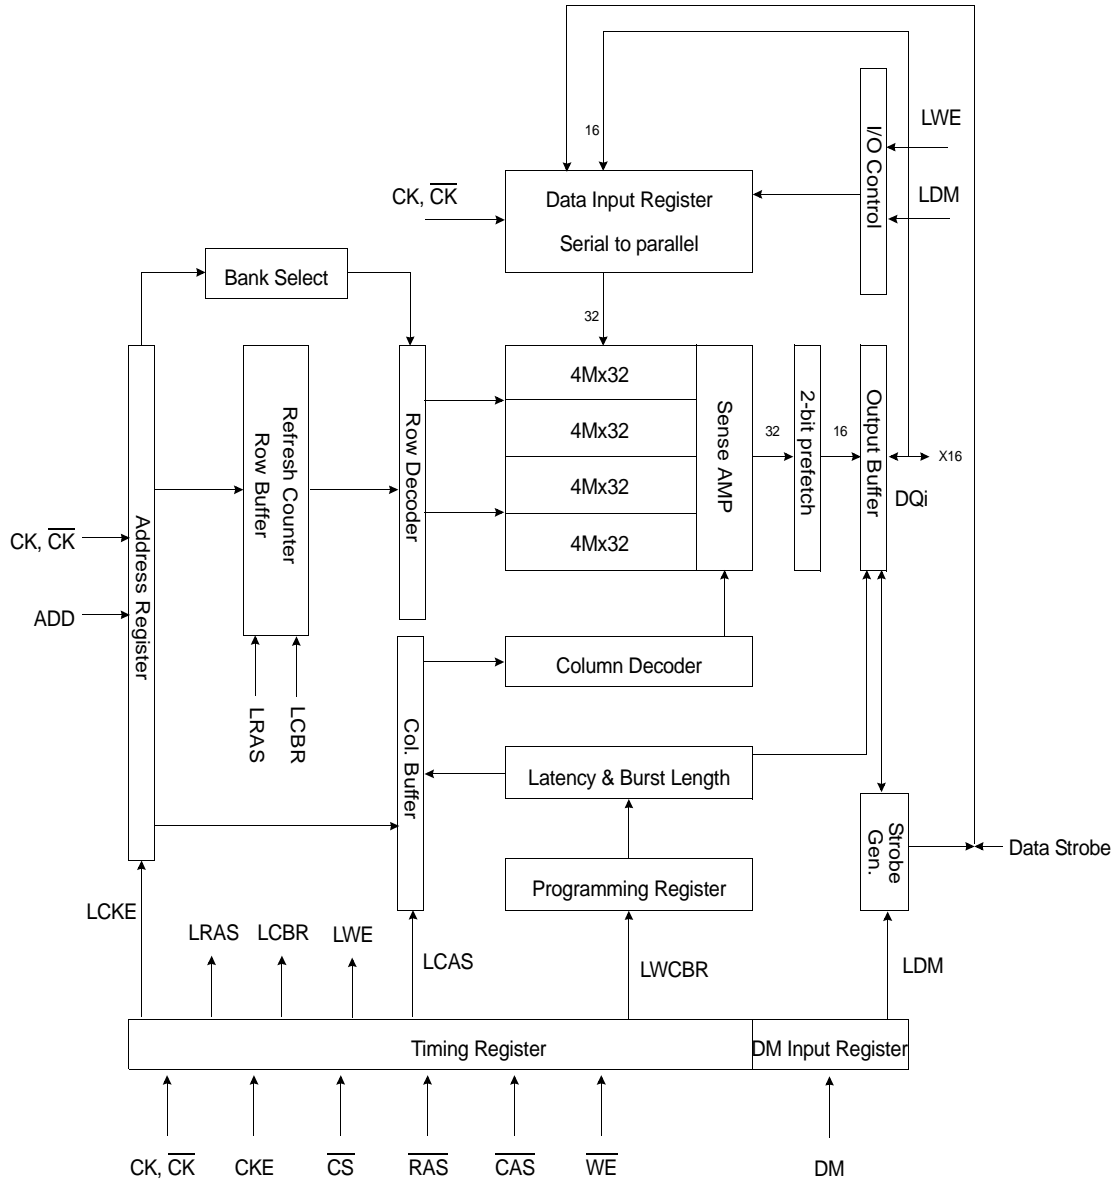 16
LWE
I/O Control
CK, CK
Data Input Register
Serial to parallel
LDM
Bank Select
32
4Mx32
4Mx32
4Mx32
4Mx32
Sense AMP
32
2-bit prefetch
16
Output Buffer
X16
DQi
Address Register
Refresh Counter
Row Buffer
Row Decoder
CK, CK
ADD
LRAS
LCBR
Col. Buffer
Column Decoder
Latency & Burst Length
Programming Register
Strobe
Gen.
Data Strobe
LCKE
LRAS
LCBR
LWE
LCAS
LWCBR
LDM
Timing Register
DM Input Register
CK, CK
CKE
CS
RAS
CAS
WE
DM